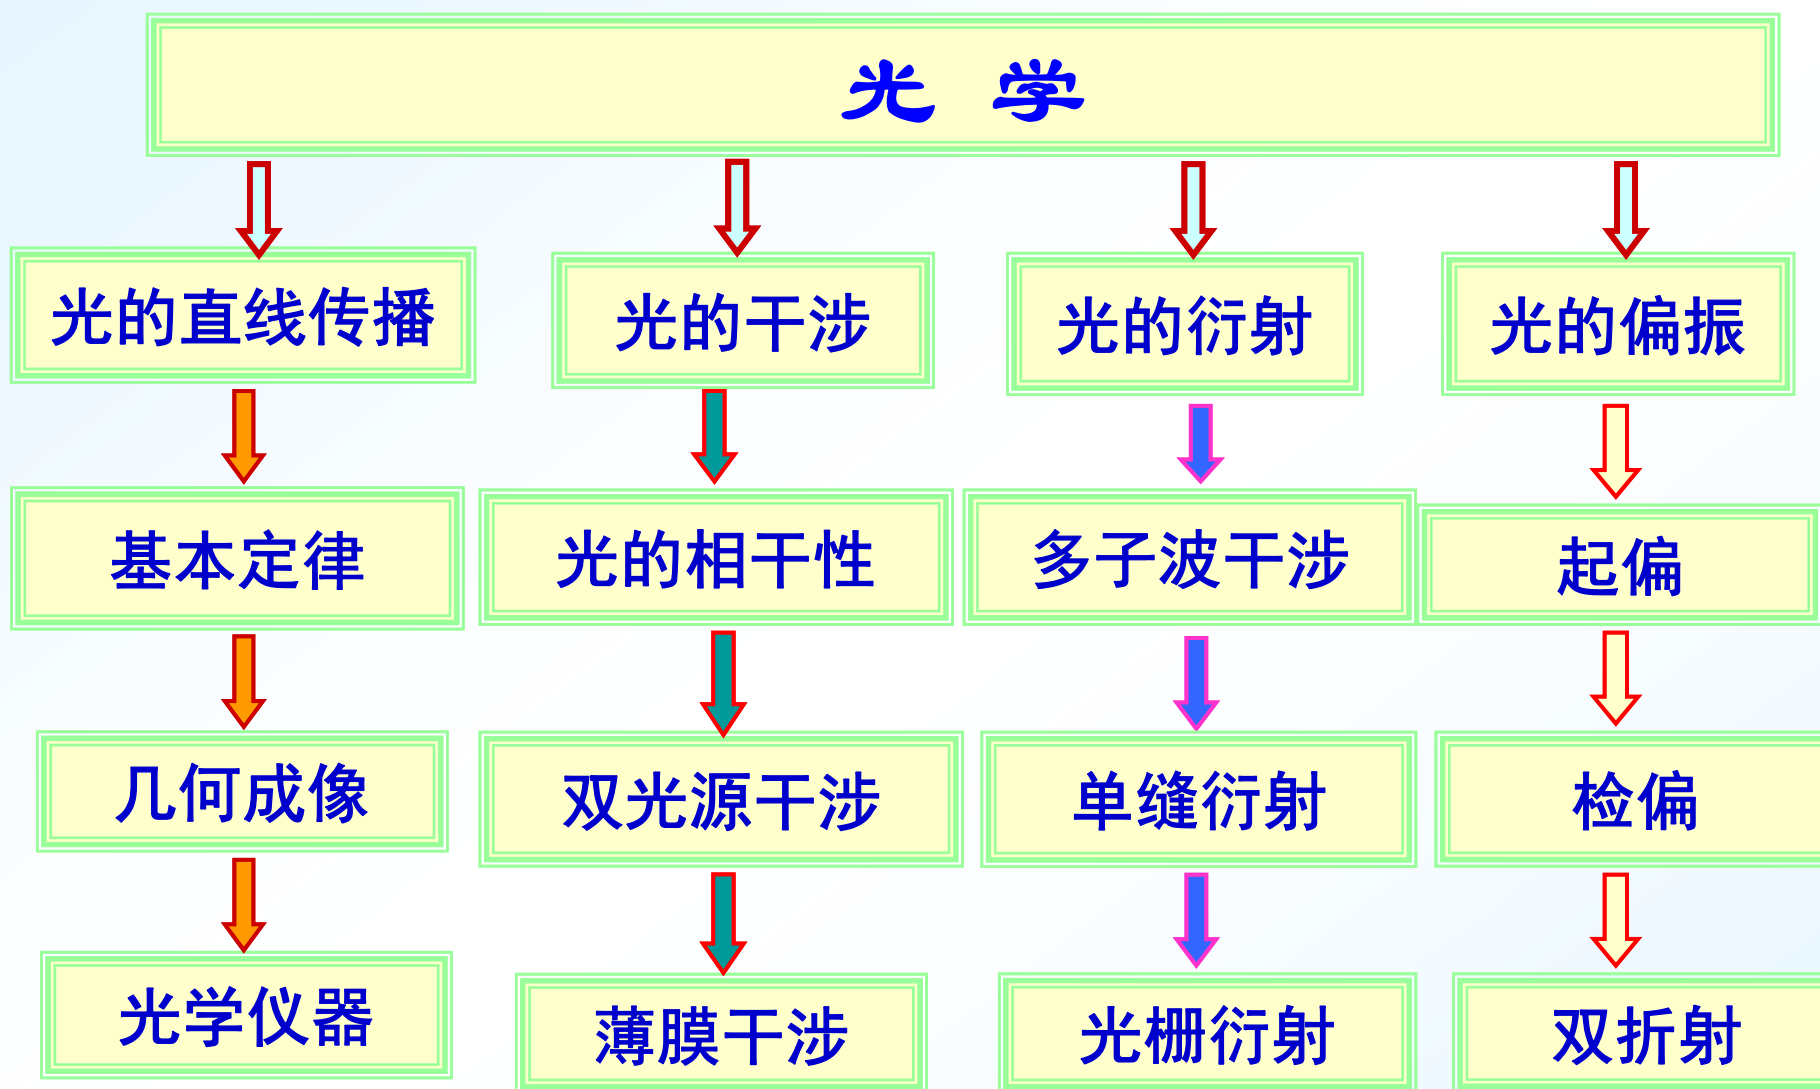 光 学
光的直线传播
光的干涉
光的衍射
光的偏振
基本定律
光的相干性
多子波干涉
起偏
几何成像
双光源干涉
单缝衍射
检偏
光学仪器
薄膜干涉
光栅衍射
双折射